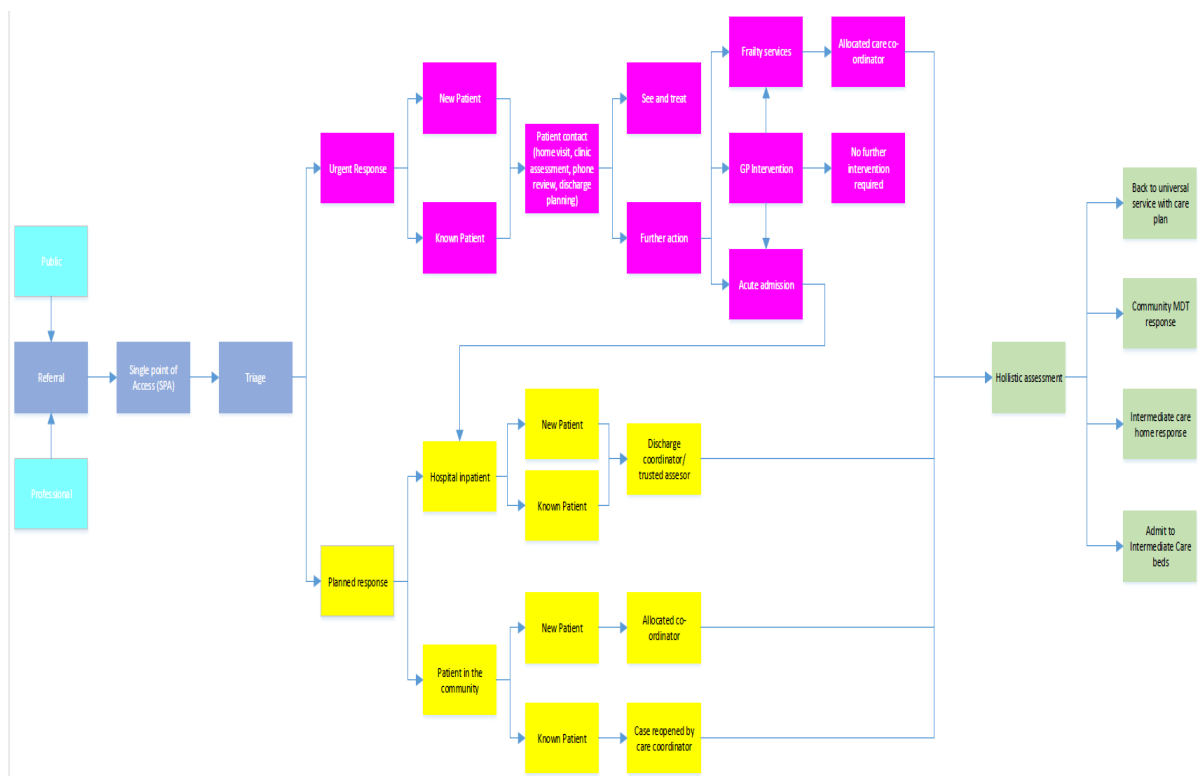 Public
Referral
Professional
Single point of
Access (SPA)
Triage
Urgent Response
Planned response
New Patient
Known Patient
Patient contact
(home visit, clinic
assessment, phone
review, discharge
planning)
See and treat
Further action
Frailty services
GP Intervention
Acute admission
Allocated care co-
ordinator
No further
intervention
required
Hospital inpatient
New Patient
Known Patient
Discharge
coordinator/
trusted assesor
Patient in the
community
New Patient
Known Patient
Allocated co-
ordinator
Case reopened by
care coordinator
Hollistic assessment
Back to universal
service with care
plan
Community MDT
response
Intermediate care
home response
Admit to
Intermediate Care
beds